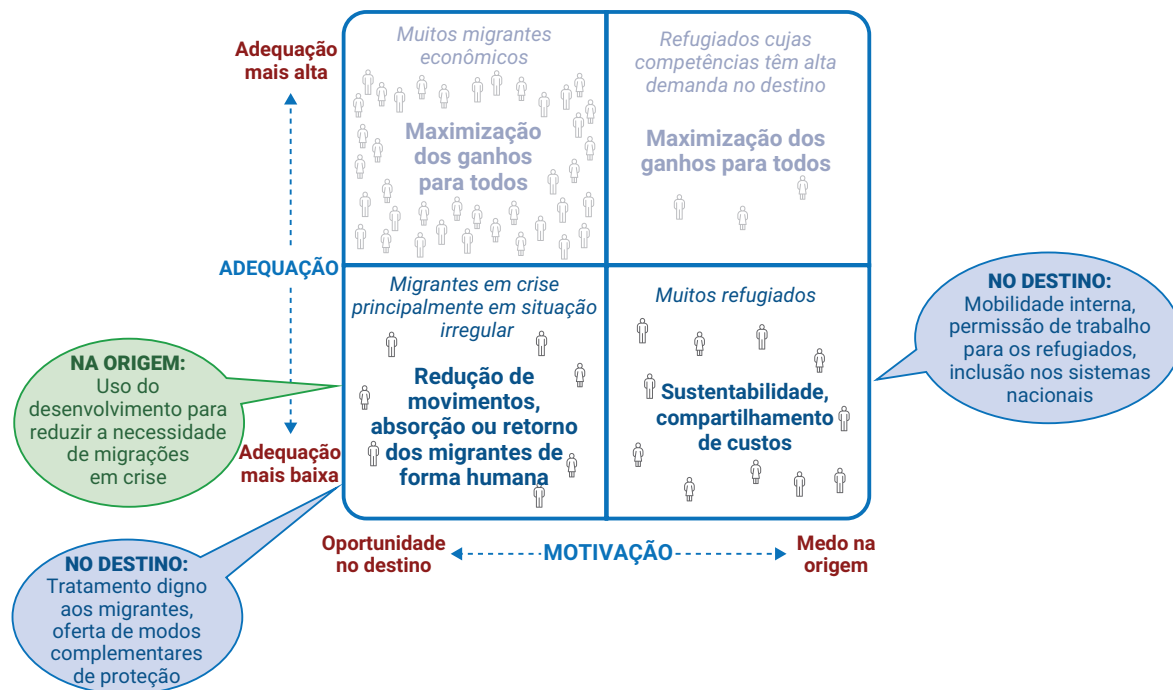 Adequação
mais alta
ADEQUAÇÃO
Adequação
mais baixa
Muitos migrantes
econômicos
Maximização
dos ganhos
para todos
Refugiados cujas
competências têm alta
demanda no destino
Maximização dos
ganhos para todos
Migrantes em crise
principalmente em situação
irregular
Redução de
movimentos,
absorção ou retorno
dos migrantes de
forma humana
Muitos refugiados
Sustentabilidade,
compartilhamento
de custos
NA ORIGEM:
Uso do
desenvolvimento para
reduzir a necessidade
de migrações
em crise
NO DESTINO:
Mobilidade interna,
permissão de trabalho
para os refugiados,
inclusão nos sistemas
nacionais
NO DESTINO:
Tratamento digno
aos migrantes,
oferta de modos
complementares
de proteção
Oportunidade
no destino
MOTIVAÇÃO
Medo na
origem